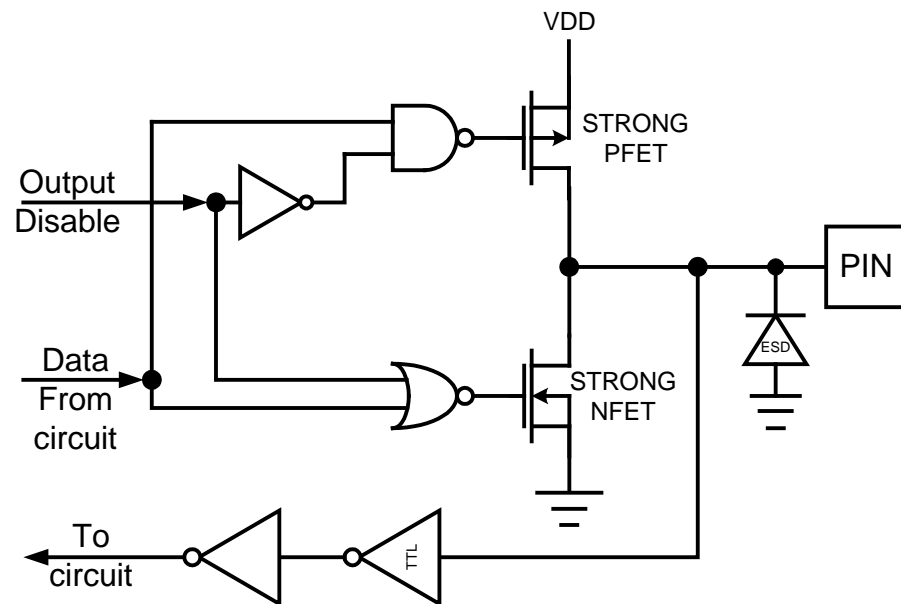 VDD
STRONG
PFET
Output
Disable
PIN
ESD
Data
From
circuit
STRONG
NFET
To
circuit
TTL